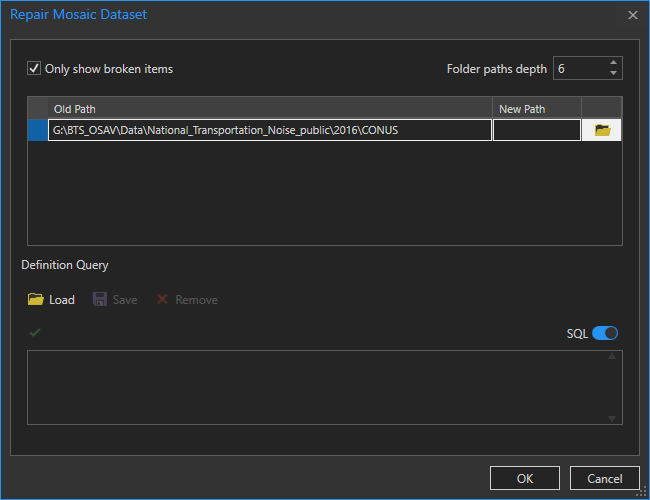 Repair Mosaic Dataset
Only show broken items
Folder paths depth 6
Old Path New Path
G:\BTS_OSAV\Data\National_Transportation_Noise_public\2016\CONUS
Definition Query
Load Save Remove
SQL
OK Cancel